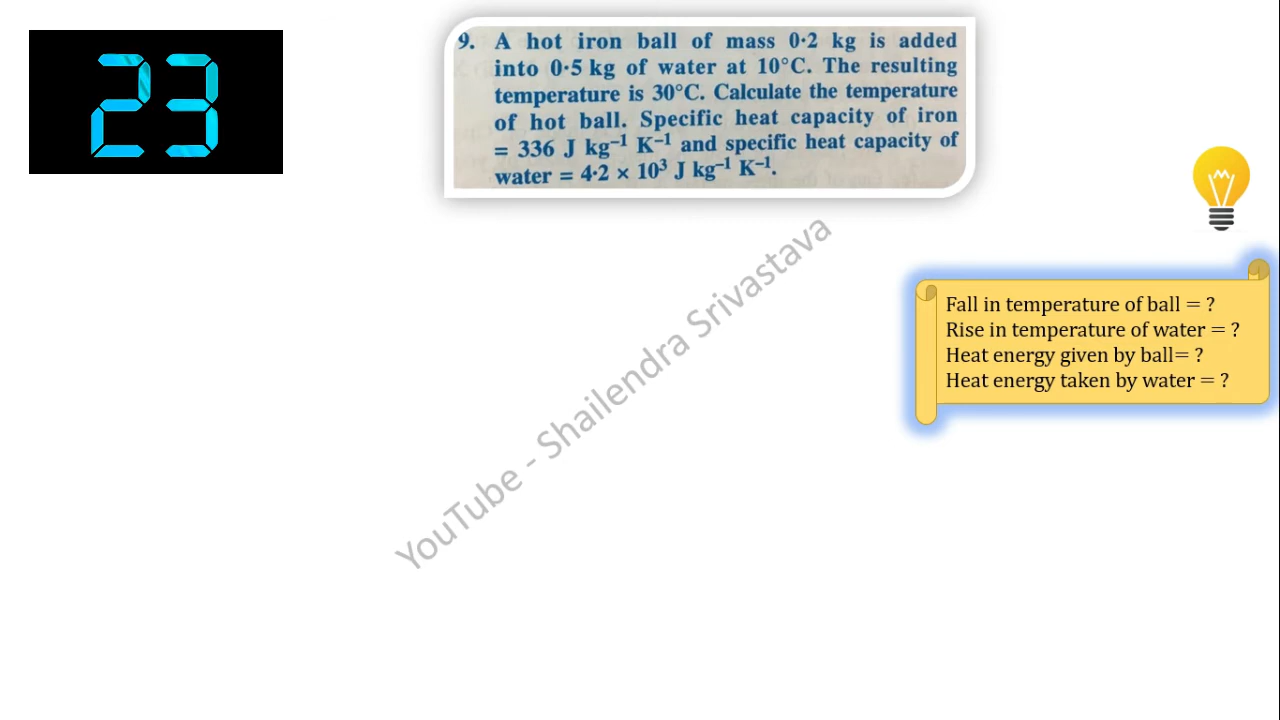 23
9. A hot iron ball of mass 0·2 kg is added
into 0·5 kg of water at 10°C. The resulting
temperature is 30°C. Calculate the temperature
of hot ball. Specific heat capacity of iron
= 336 J kg⁻¹ K⁻¹ and specific heat capacity of
water = 4·2 × 10³ J kg⁻¹ K⁻¹.
Fall in temperature of ball = ?
Rise in temperature of water = ?
Heat energy given by ball= ?
Heat energy taken by water = ?
YouTube - Shailendra Srivastava